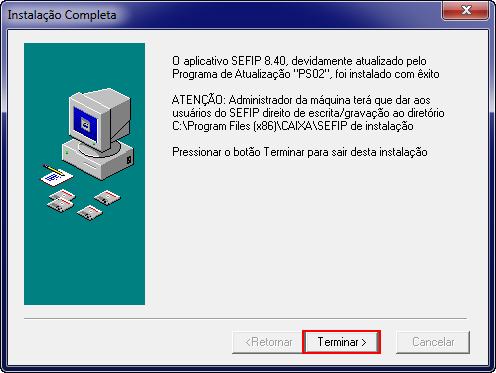 Instalação Completa
O aplicativo SEFIP 8.40, devidamente atualizado pelo
Programa de Atualização "PS02", foi instalado com êxito
ATENÇÃO: Administrador da máquina terá que dar aos
usuários do SEFIP direito de escrita/gravação ao diretório
C:\Program Files (x86)\CAIXA\SEFIP de instalação
Pressionar o botão Terminar para sair desta instalação
<Retornar
Terminar >
Cancelar